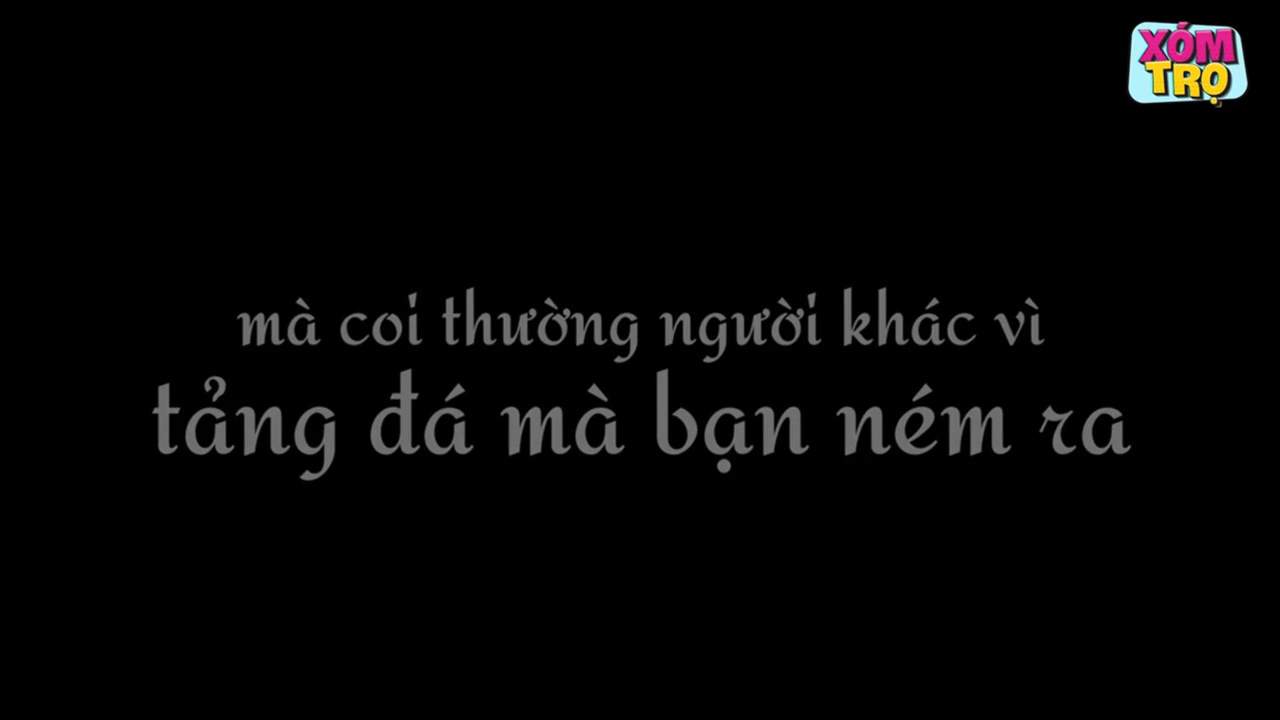 XÓM
TRỌ
mà coi thường người khác vì
tảng đá mà bạn ném ra